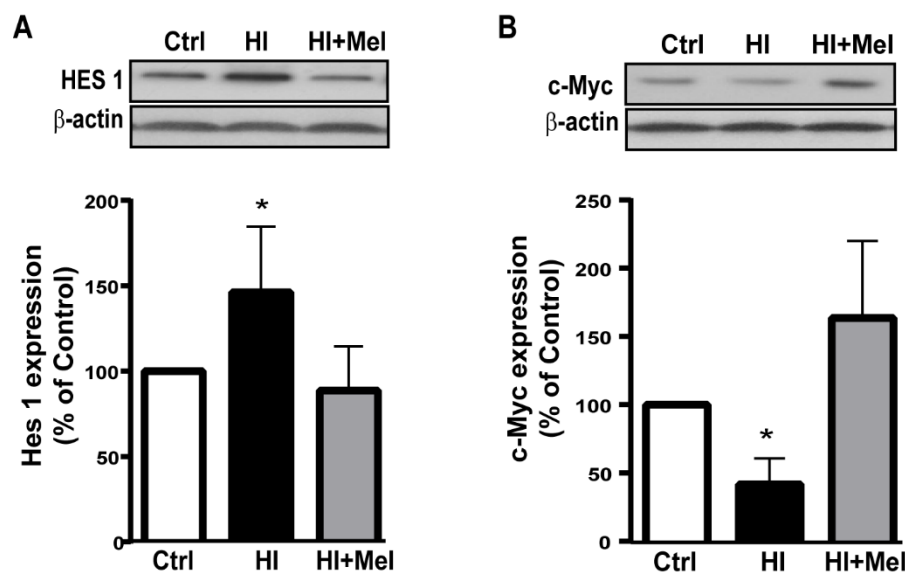 A
Ctrl HI HI+Mel
HES 1
β-actin
200
150
100
50
0
Hes 1 expression
(% of Control)
*
Ctrl HI HI+Mel
B
Ctrl HI HI+Mel
c-Myc
β-actin
250
200
150
100
50
0
c-Myc expression
(% of Control)
*
Ctrl HI HI+Mel